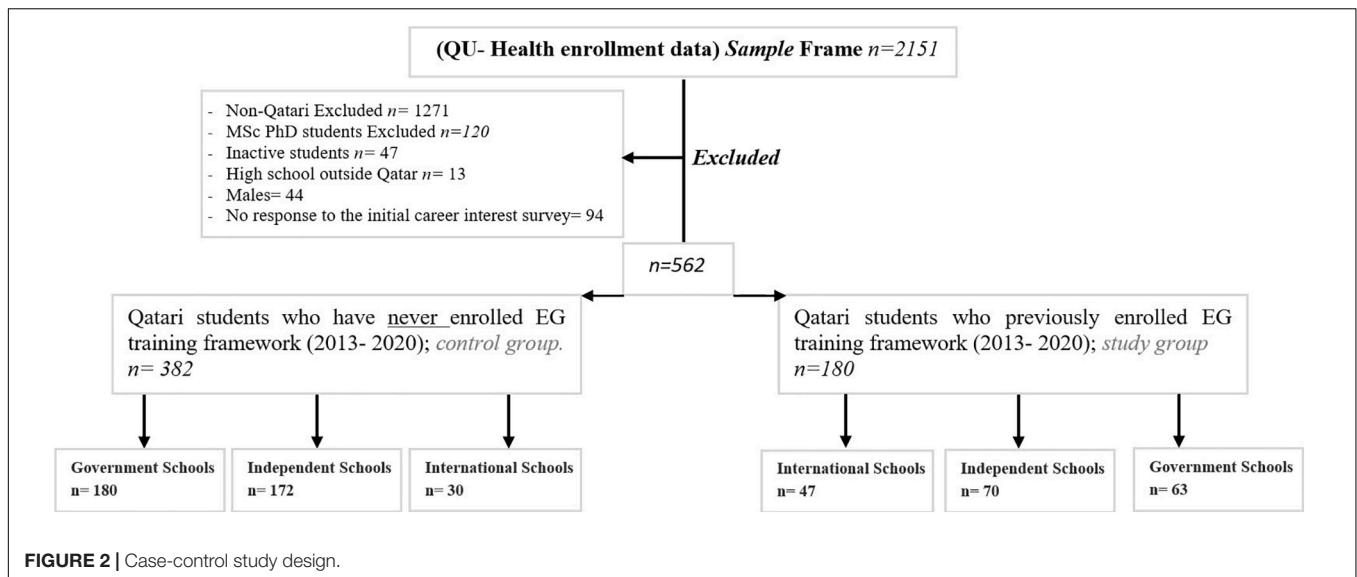 (QU- Health enrollment data) Sample Frame n=2151
- Non-Qatari Excluded n= 1271
- MSc PhD students Excluded n=120
- Inactive students n= 47
- High school outside Qatar n= 13
- Males= 44
- No response to the initial career interest survey= 94
Excluded
n=562
Qatari students who have never enrolled EG
training framework (2013- 2020); control group.
n= 382
Qatari students who previously enrolled EG
training framework (2013- 2020); study group
n=180
Government Schools
n= 180
Independent Schools
n= 172
International Schools
n= 30
International Schools
n= 47
Independent Schools
n= 70
Government Schools
n= 63
FIGURE 2 | Case-control study design.